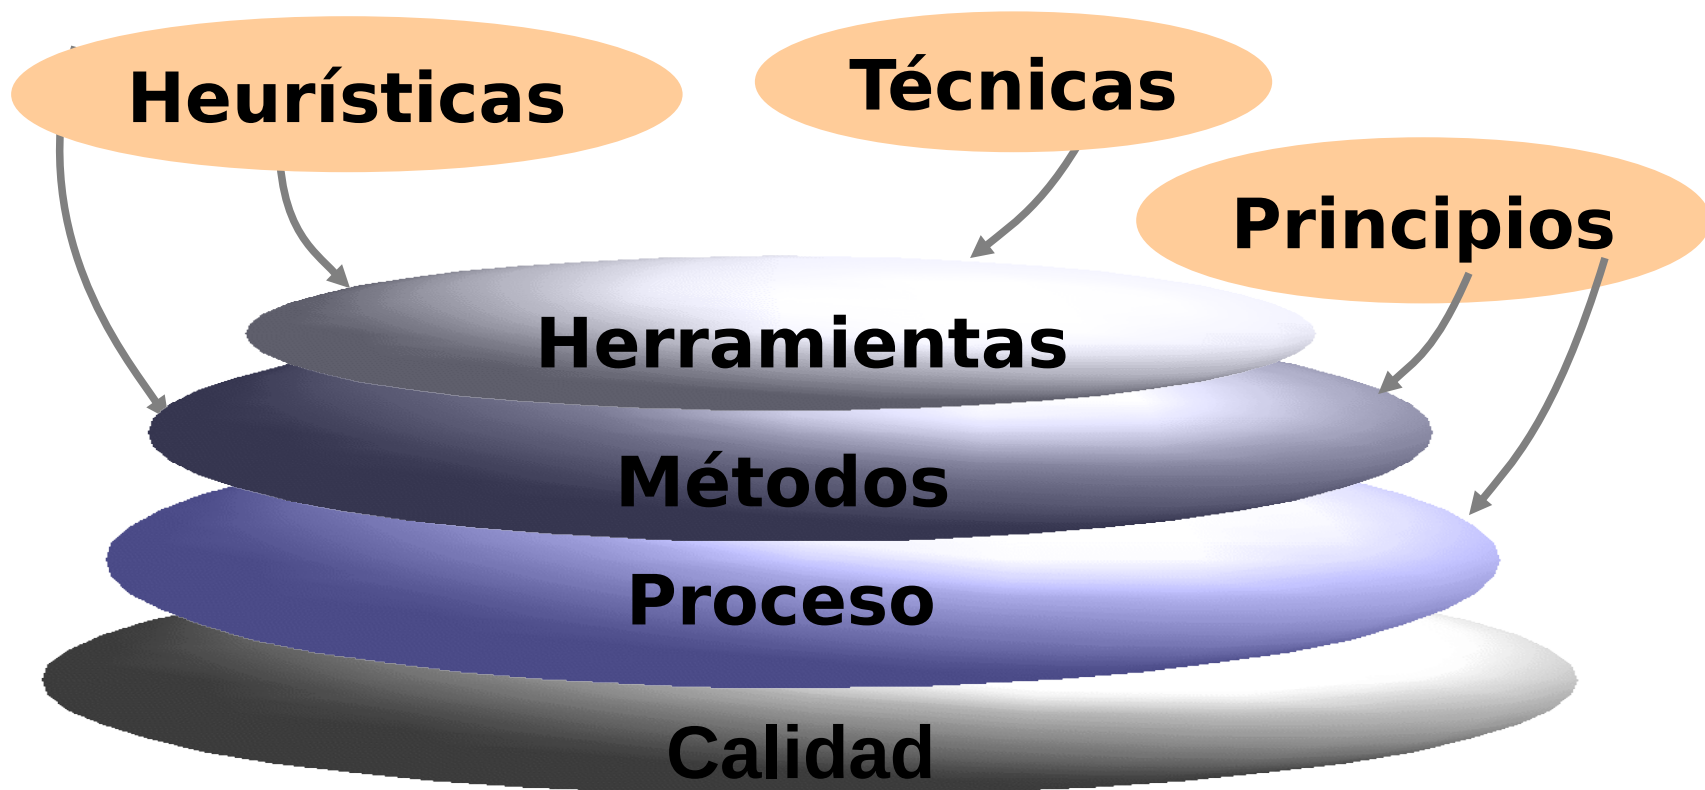 Heurísticas
Técnicas
Principios
Herramientas
Métodos
Proceso
Calidad